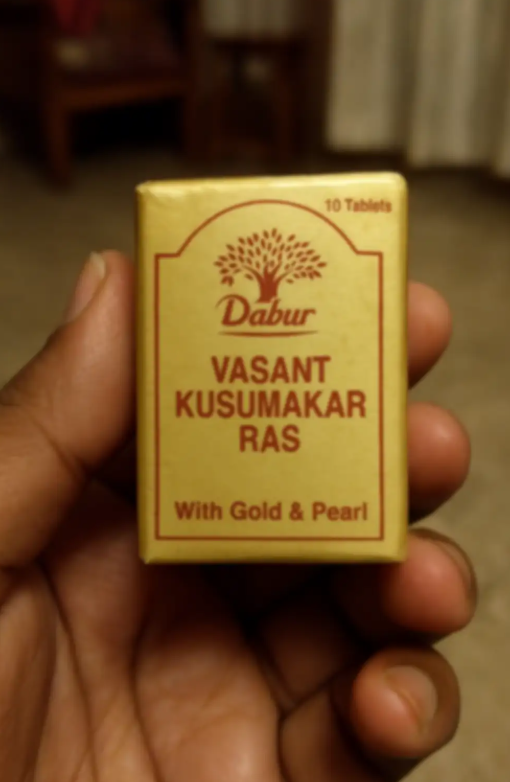 10 Tablets
Dabur
VASANT
KUSUMAKAR
RAS
With Gold & Pearl